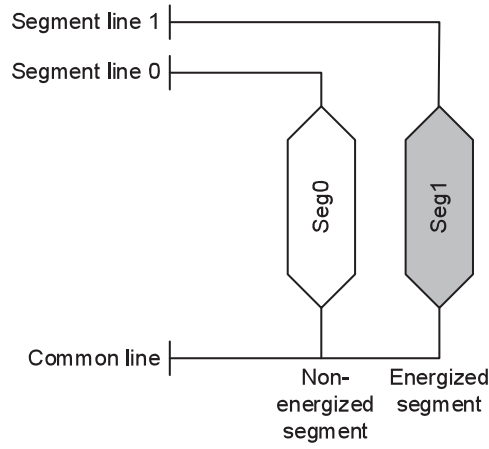 Segment line 1
Segment line 0
Seg0
Seg1
Common line
Non-
energized
segment
Energized
segment